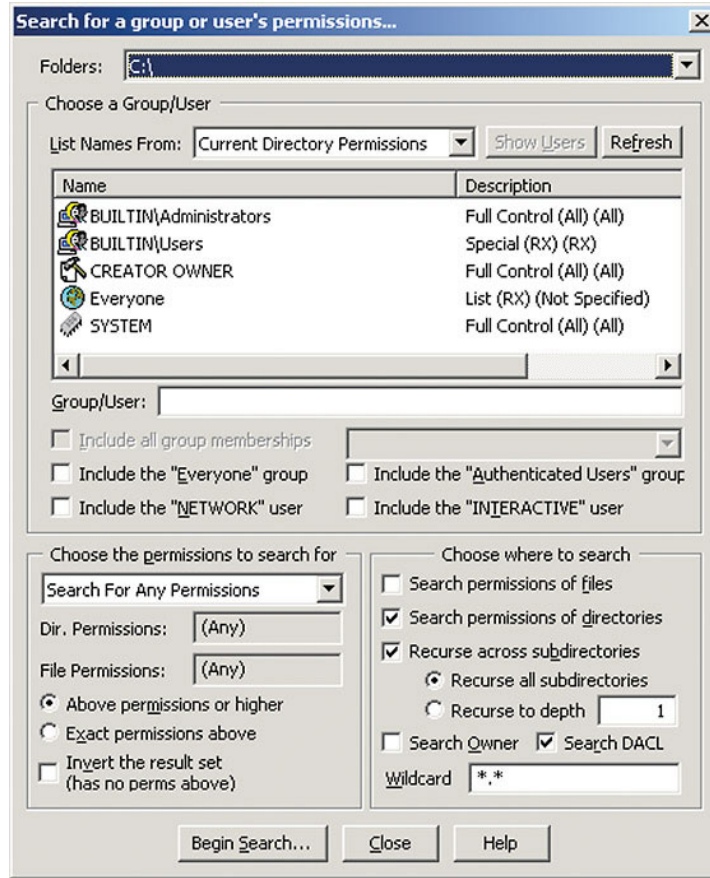 Search for a group or user's permissions...
Folders: C:\
Choose a Group/User
List Names From: Current Directory Permissions Show Users Refresh
Name Description
BUILTIN\Administrators Full Control (All) (All)
BUILTIN\Users Special (RX) (RX)
CREATOR OWNER Full Control (All) (All)
Everyone List (RX) (Not Specified)
SYSTEM Full Control (All) (All)
Group/User:
Include all group memberships
Include the "Everyone" group Include the "Authenticated Users" group
Include the "NETWORK" user Include the "INTERACTIVE" user
Choose the permissions to search for
Search For Any Permissions
Dir. Permissions: (Any)
File Permissions: (Any)
Above permissions or higher
Exact permissions above
Invert the result set
(has no perms above)
Choose where to search
Search permissions of files
Search permissions of directories
Recurse across subdirectories
Recurse all subdirectories
Recurse to depth 1
Search Owner Search DACL
Wildcard *.*
Begin Search... Close Help